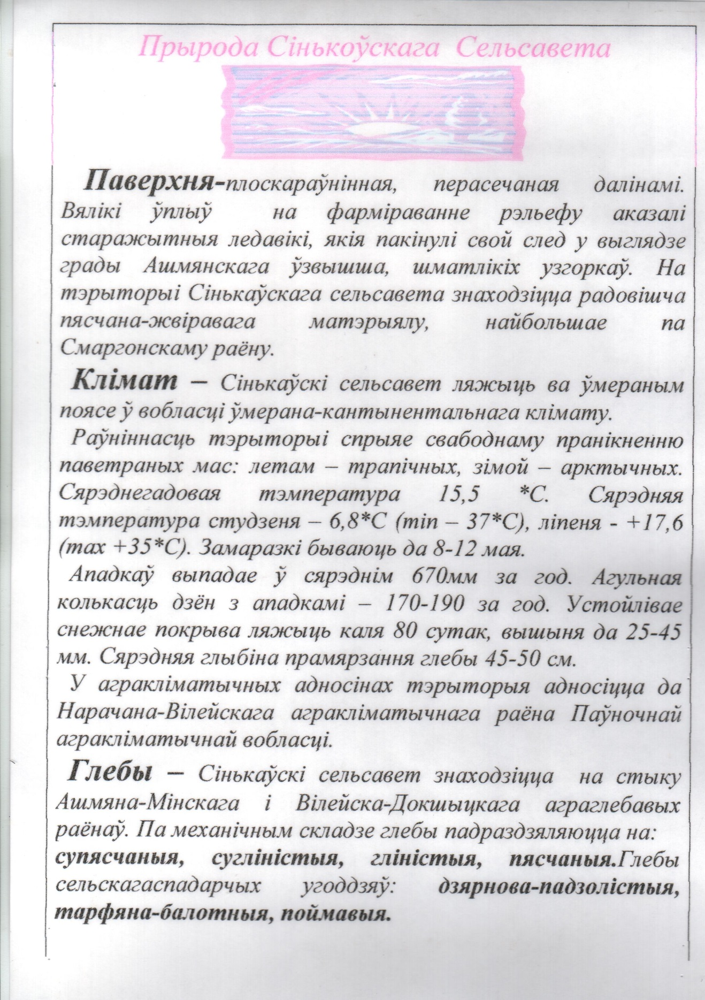 Прырода Сінькоўскага Сельсавета
Паверхня-плоскараўнінная, перасечаная далінамі.
Вялікі ўплыў на фарміраванне рэльефу аказалі
старажытныя ледавікі, якія пакінулі свой след у выглядзе
грады Ашмянскага ўзвышша, шматлікіх узгоркаў. На
тэрыторыі Сінькаўскага сельсавета знаходзіцца радовішча
пясчана-жвіравага матэрыялу, найбольшае па
Смаргонскаму раёну.
Клімат – Сінькаўскі сельсавет ляжыць ва ўмераным
поясе ў вобласці ўмерана-кантынентальнага клімату.
Раўніннасць тэрыторыі спрыяе свабоднаму пранікненню
паветраных мас: летам – трапічных, зімой – арктычных.
Сярэднегадовая тэмпература 15,5 *С. Сярэдняя
тэмпература студзеня – 6,8*С (min – 37*С), ліпеня - +17,6
(max +35*С). Замаразкі бываюць да 8-12 мая.
Ападкаў выпадае ў сярэднім 670мм за год. Агульная
колькасць дзён з ападкамі – 170-190 за год. Устойлівае
снежнае покрыва ляжыць каля 80 сутак, вышыня да 25-45
мм. Сярэдняя глыбіна прамярзання глебы 45-50 см.
У агракліматычных адносінах тэрыторыя адносіцца да
Нарачана-Вілейскага агракліматычнага раёна Паўночнай
агракліматычнай вобласці.
Глебы – Сінькаўскі сельсавет знаходзіцца на стыку
Ашмяна-Мінскага і Вілейска-Докшыцкага аграглебавых
раёнаў. Па механічным складзе глебы падраздзяляюцца на:
супясчаныя, сугліністыя, гліністыя, пясчаныя.Глебы
сельскагаспадарчых угоддзяў: дзярнова-падзолістыя,
тарфяна-балотныя, поймавыя.